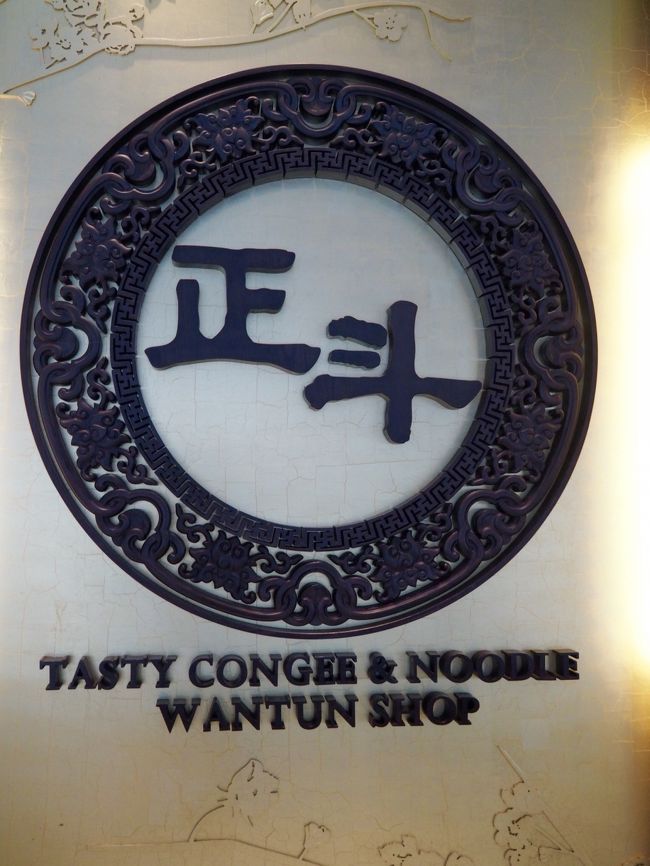 正斗
TASTY CONGEE & NOODLE
WANTUN SHOP